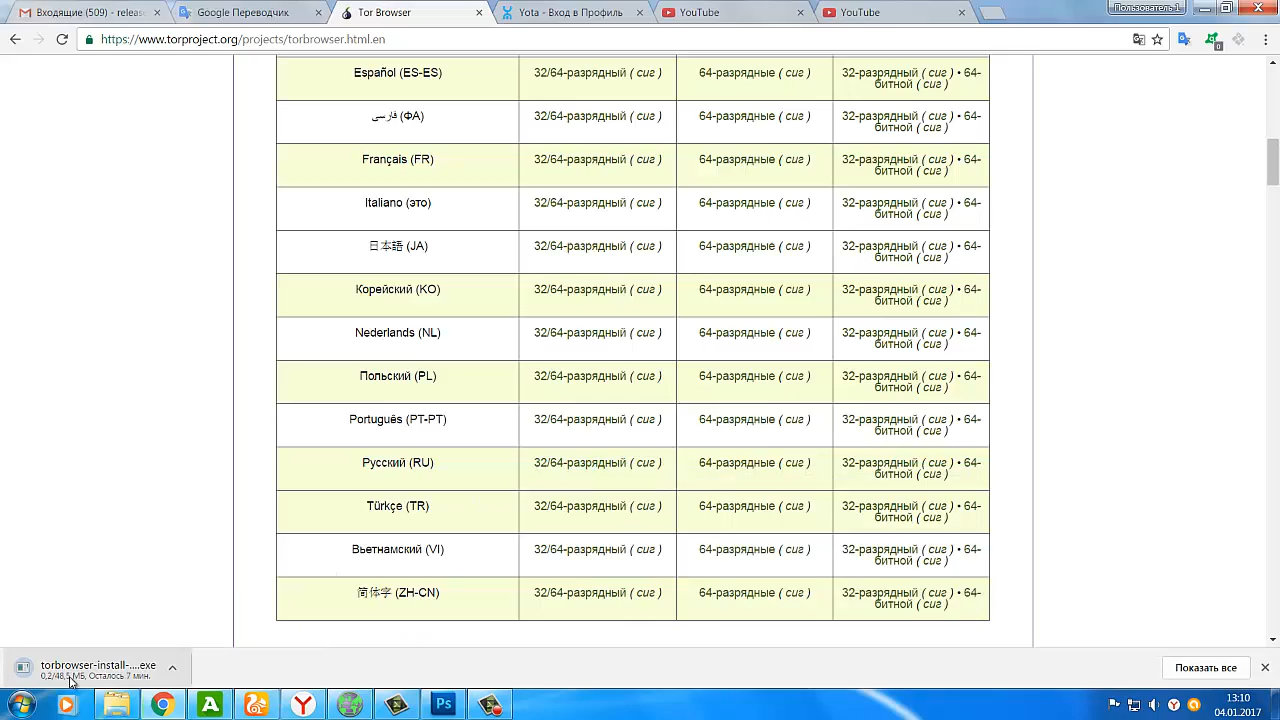 Входящие (509) - release
Google Переводчик
Tor Browser
Yota - Вход в Профиль
YouTube
YouTube
Пользователь 1
https://www.torproject.org/projects/torbrowser.html.en
0
Español (ES-ES) 32/64-разрядный ( сиг ) 64-разрядные ( сиг ) 32-разрядный ( сиг ) • 64-
битной ( сиг )
فارسی (ФА) 32/64-разрядный ( сиг ) 64-разрядные ( сиг ) 32-разрядный ( сиг ) • 64-
битной ( сиг )
Français (FR) 32/64-разрядный ( сиг ) 64-разрядные ( сиг ) 32-разрядный ( сиг ) • 64-
битной ( сиг )
Italiano (это) 32/64-разрядный ( сиг ) 64-разрядные ( сиг ) 32-разрядный ( сиг ) • 64-
битной ( сиг )
日本語 (JA) 32/64-разрядный ( сиг ) 64-разрядные ( сиг ) 32-разрядный ( сиг ) • 64-
битной ( сиг )
Корейский (KO) 32/64-разрядный ( сиг ) 64-разрядные ( сиг ) 32-разрядный ( сиг ) • 64-
битной ( сиг )
Nederlands (NL) 32/64-разрядный ( сиг ) 64-разрядные ( сиг ) 32-разрядный ( сиг ) • 64-
битной ( сиг )
Польский (PL) 32/64-разрядный ( сиг ) 64-разрядные ( сиг ) 32-разрядный ( сиг ) • 64-
битной ( сиг )
Português (PT-PT) 32/64-разрядный ( сиг ) 64-разрядные ( сиг ) 32-разрядный ( сиг ) • 64-
битной ( сиг )
Русский (RU) 32/64-разрядный ( сиг ) 64-разрядные ( сиг ) 32-разрядный ( сиг ) • 64-
битной ( сиг )
Türkçe (TR) 32/64-разрядный ( сиг ) 64-разрядные ( сиг ) 32-разрядный ( сиг ) • 64-
битной ( сиг )
Вьетнамский (VI) 32/64-разрядный ( сиг ) 64-разрядные ( сиг ) 32-разрядный ( сиг ) • 64-
битной ( сиг )
简体字 (ZH-CN) 32/64-разрядный ( сиг ) 64-разрядные ( сиг ) 32-разрядный ( сиг ) • 64-
битной ( сиг )
torbrowser-install-....exe
0,2/48,5 МБ, Осталось 7 мин.
Показать все
Ps
13:10
04.01.2017